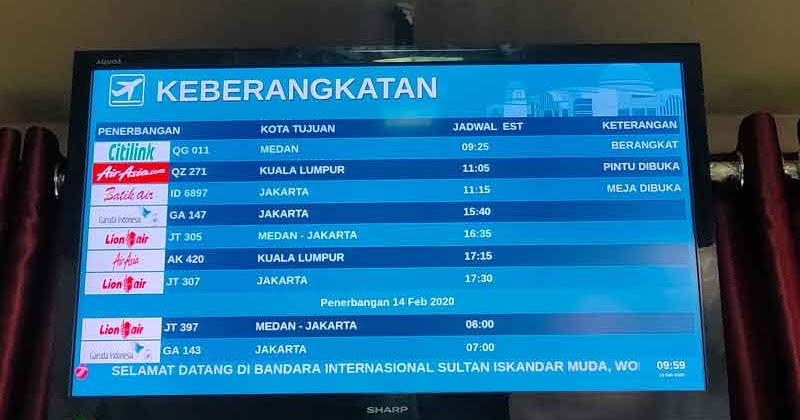 AQUOS
KEBERANGKATAN
PENERBANGAN KOTA TUJUAN JADWAL EST KETERANGAN
Citilink QG 011 MEDAN 09:25 BERANGKAT
AirAsia.com QZ 271 KUALA LUMPUR 11:05 PINTU DIBUKA
Batik air ID 6897 JAKARTA 11:15 MEJA DIBUKA
Garuda Indonesia GA 147 JAKARTA 15:40
Lion air JT 305 MEDAN - JAKARTA 16:35
AirAsia AK 420 KUALA LUMPUR 17:15
Lion air JT 307 JAKARTA 17:30
Penerbangan 14 Feb 2020
Lion air JT 397 MEDAN - JAKARTA 06:00
Garuda Indonesia GA 143 JAKARTA 07:00
SELAMAT DATANG DI BANDARA INTERNASIONAL SULTAN ISKANDAR MUDA, WO 09:59
SHARP